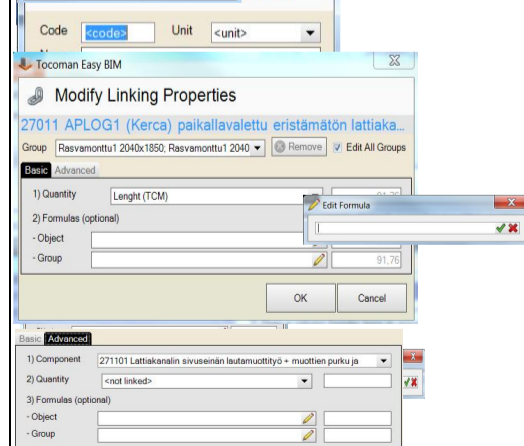 Code <code> Unit <unit>
Tocoman Easy BIM
Modify Linking Properties
27011 APLOG1 (Kerca) paikallavalettu eristämätön lattiaka...
Group Rasvamonttu1 2040x1850; Rasvamonttu1 2040 Remove Edit All Groups
Basic Advanced
1) Quantity Lenght (TCM) 91.76
Edit Formula
2) Formulas (optional)
- Object
- Group 91.76
OK Cancel
Basic Advanced
1) Component 271101 Lattiakanalin sivuseinän lautamuottityö + muottien purku ja
2) Quantity <not linked>
3) Formulas (optional)
- Object
- Group